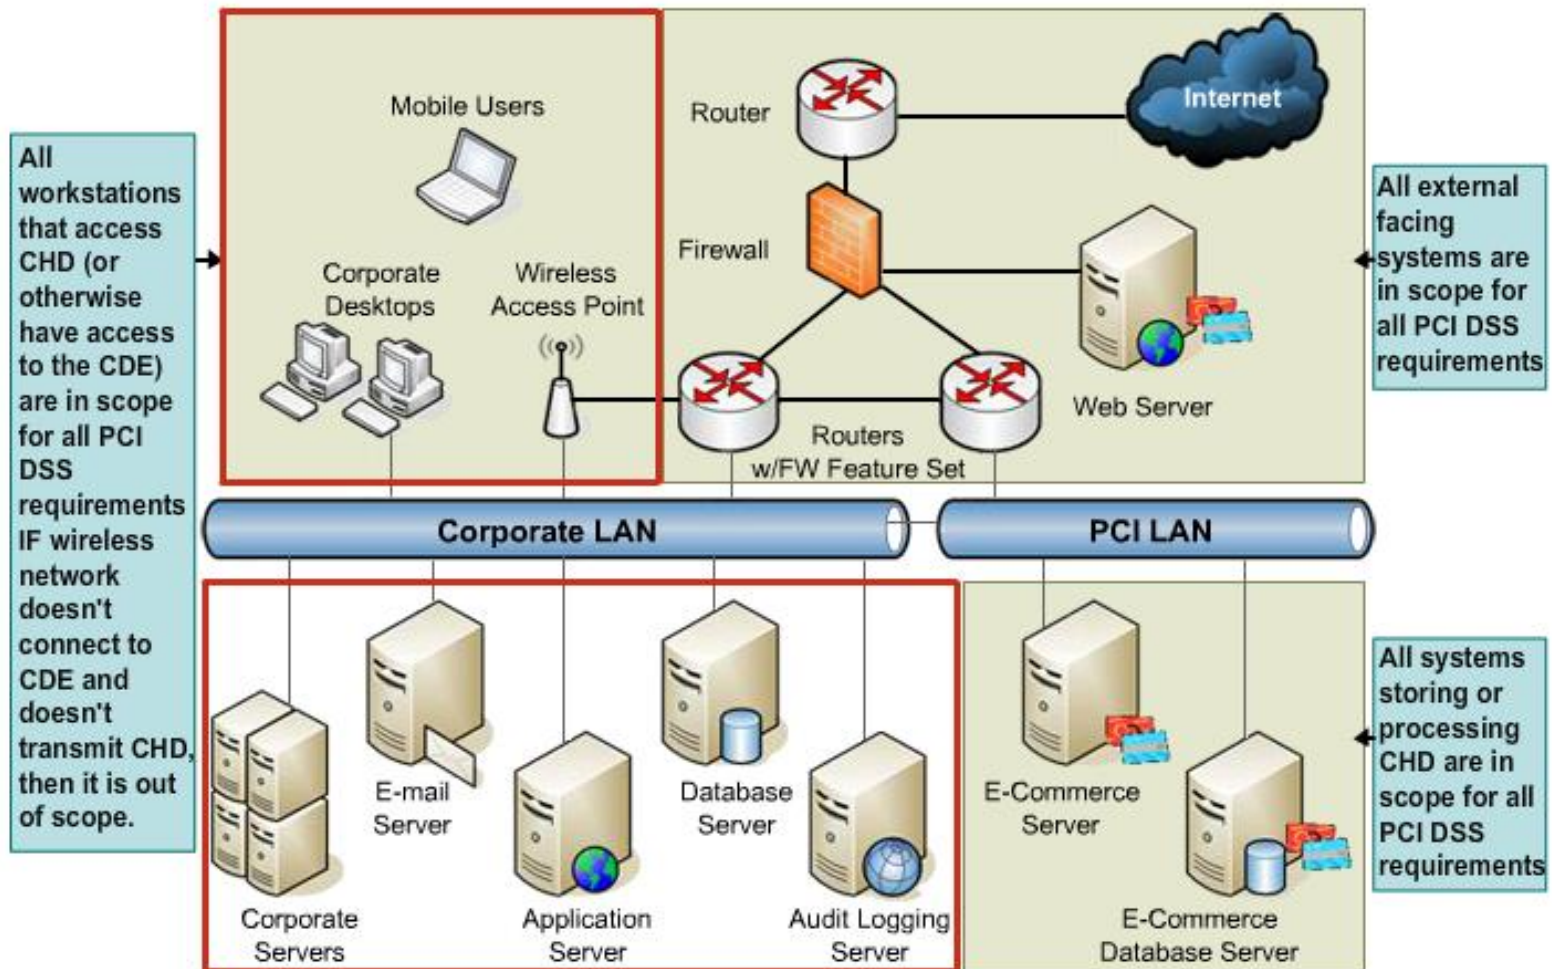 All
workstations
that access
CHD (or
otherwise
have access
to the CDE)
are in scope
for all PCI
DSS
requirements
IF wireless
network
doesn't
connect to
CDE and
doesn't
transmit CHD,
then it is out
of scope.
Mobile Users
Corporate
Desktops
Wireless
Access Point
Router
Internet
Firewall
Web Server
Routers
w/FW Feature Set
All external
facing
systems are
in scope for
all PCI DSS
requirements
Corporate LAN
PCI LAN
Corporate
Servers
E-mail
Server
Application
Server
Database
Server
Audit Logging
Server
E-Commerce
Server
E-Commerce
Database Server
All systems
storing or
processing
CHD are in
scope for all
PCI DSS
requirements